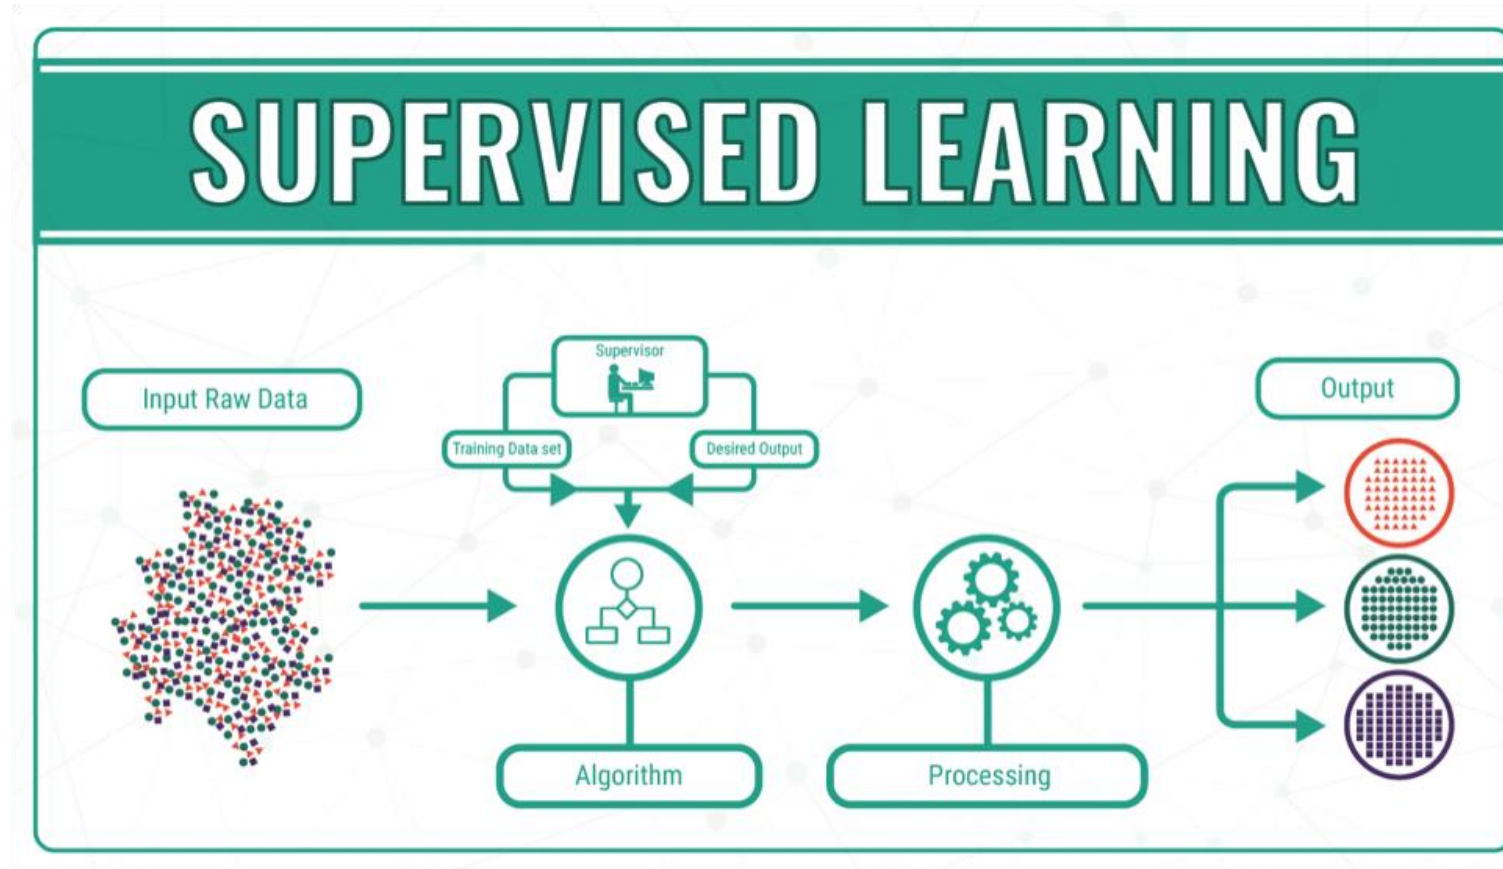 SUPERVISED LEARNING
Input Raw Data
Supervisor
Training Data set
Desired Output
Algorithm
Processing
Output